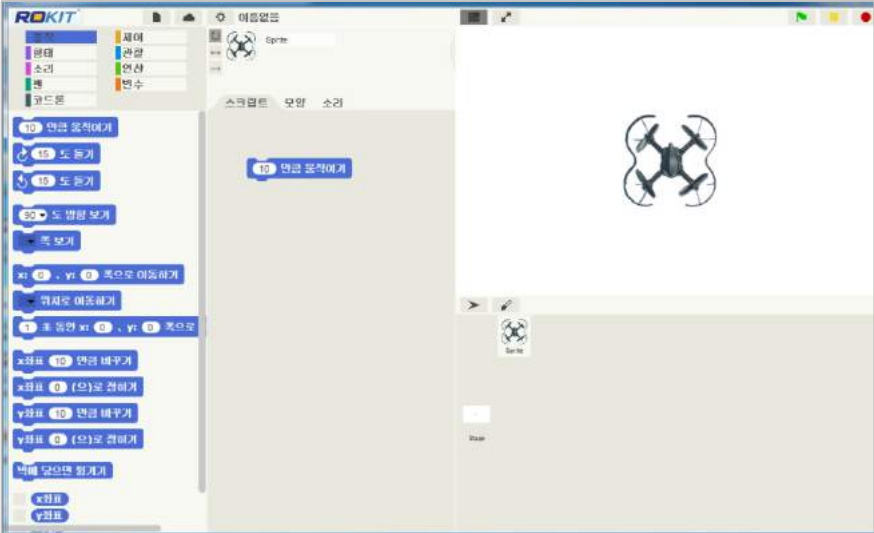 ROKIT
이름없음
동작
제어
형태
관찰
소리
연산
펜
변수
코드론
Sprite
스크립트 모양 소리
10 만큼 움직이기
15 도 돌기
15 도 돌기
90 도 방향 보기
쪽 보기
x: 0 , y: 0 쪽으로 이동하기
위치로 이동하기
1 초 동안 x: 0 , y: 0 쪽으로
x좌표 10 만큼 바꾸기
x좌표 0 (으)로 정하기
y좌표 10 만큼 바꾸기
y좌표 0 (으)로 정하기
벽에 닿으면 튕기기
x좌표
y좌표
10 만큼 움직이기
Sprite
Stage